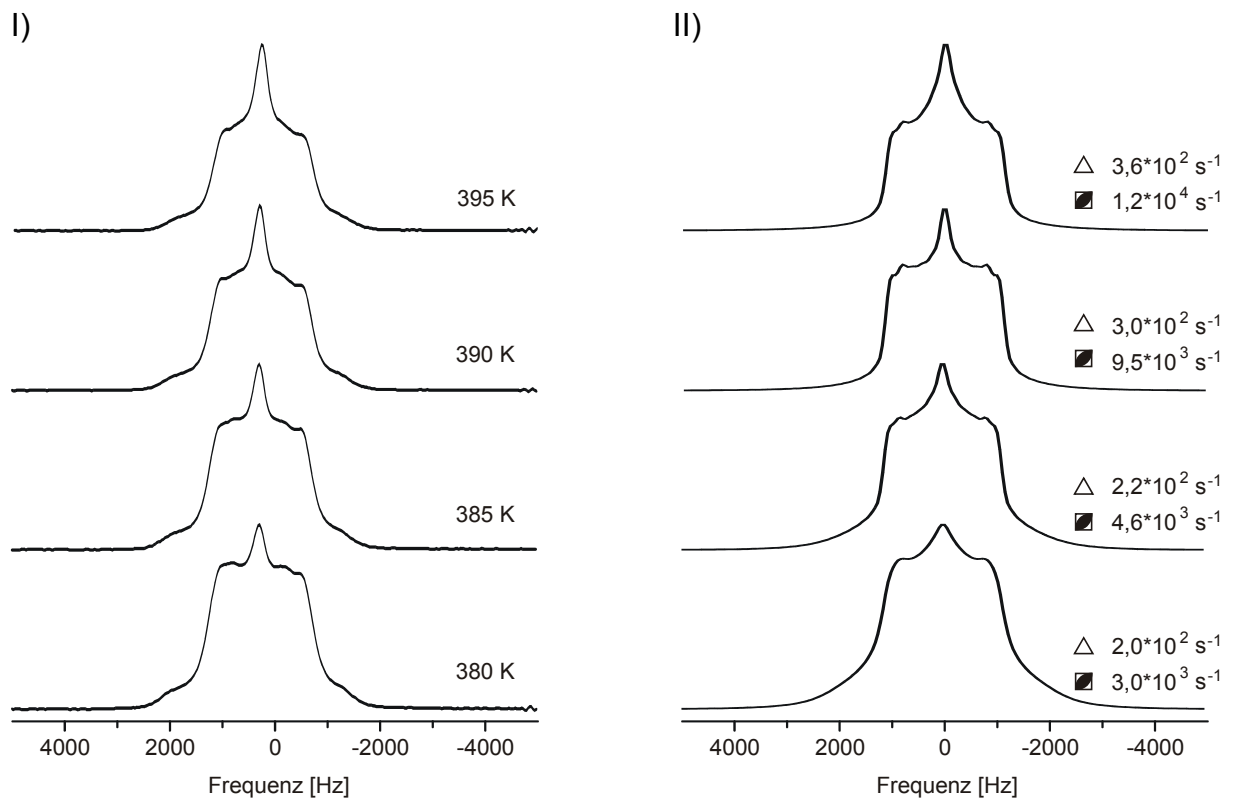 I)
395 K
390 K
385 K
380 K
4000 2000 0 -2000 -4000
Frequenz [Hz]
II)
△ 3,6*10² s⁻¹
1,2*10⁴ s⁻¹
△ 3,0*10² s⁻¹
9,5*10³ s⁻¹
△ 2,2*10² s⁻¹
4,6*10³ s⁻¹
△ 2,0*10² s⁻¹
3,0*10³ s⁻¹
4000 2000 0 -2000 -4000
Frequenz [Hz]